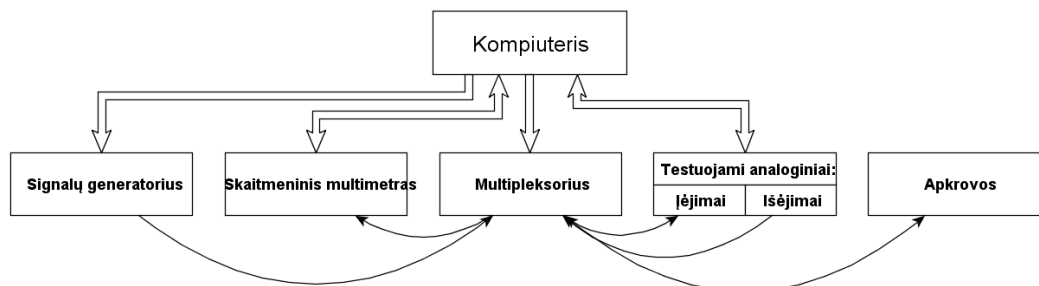 Kompiuteris
Signalų generatorius
Skaitmeninis multimetras
Multipleksorius
Testuojami analoginiai:
Įėjimai
Išėjimai
Apkrovos